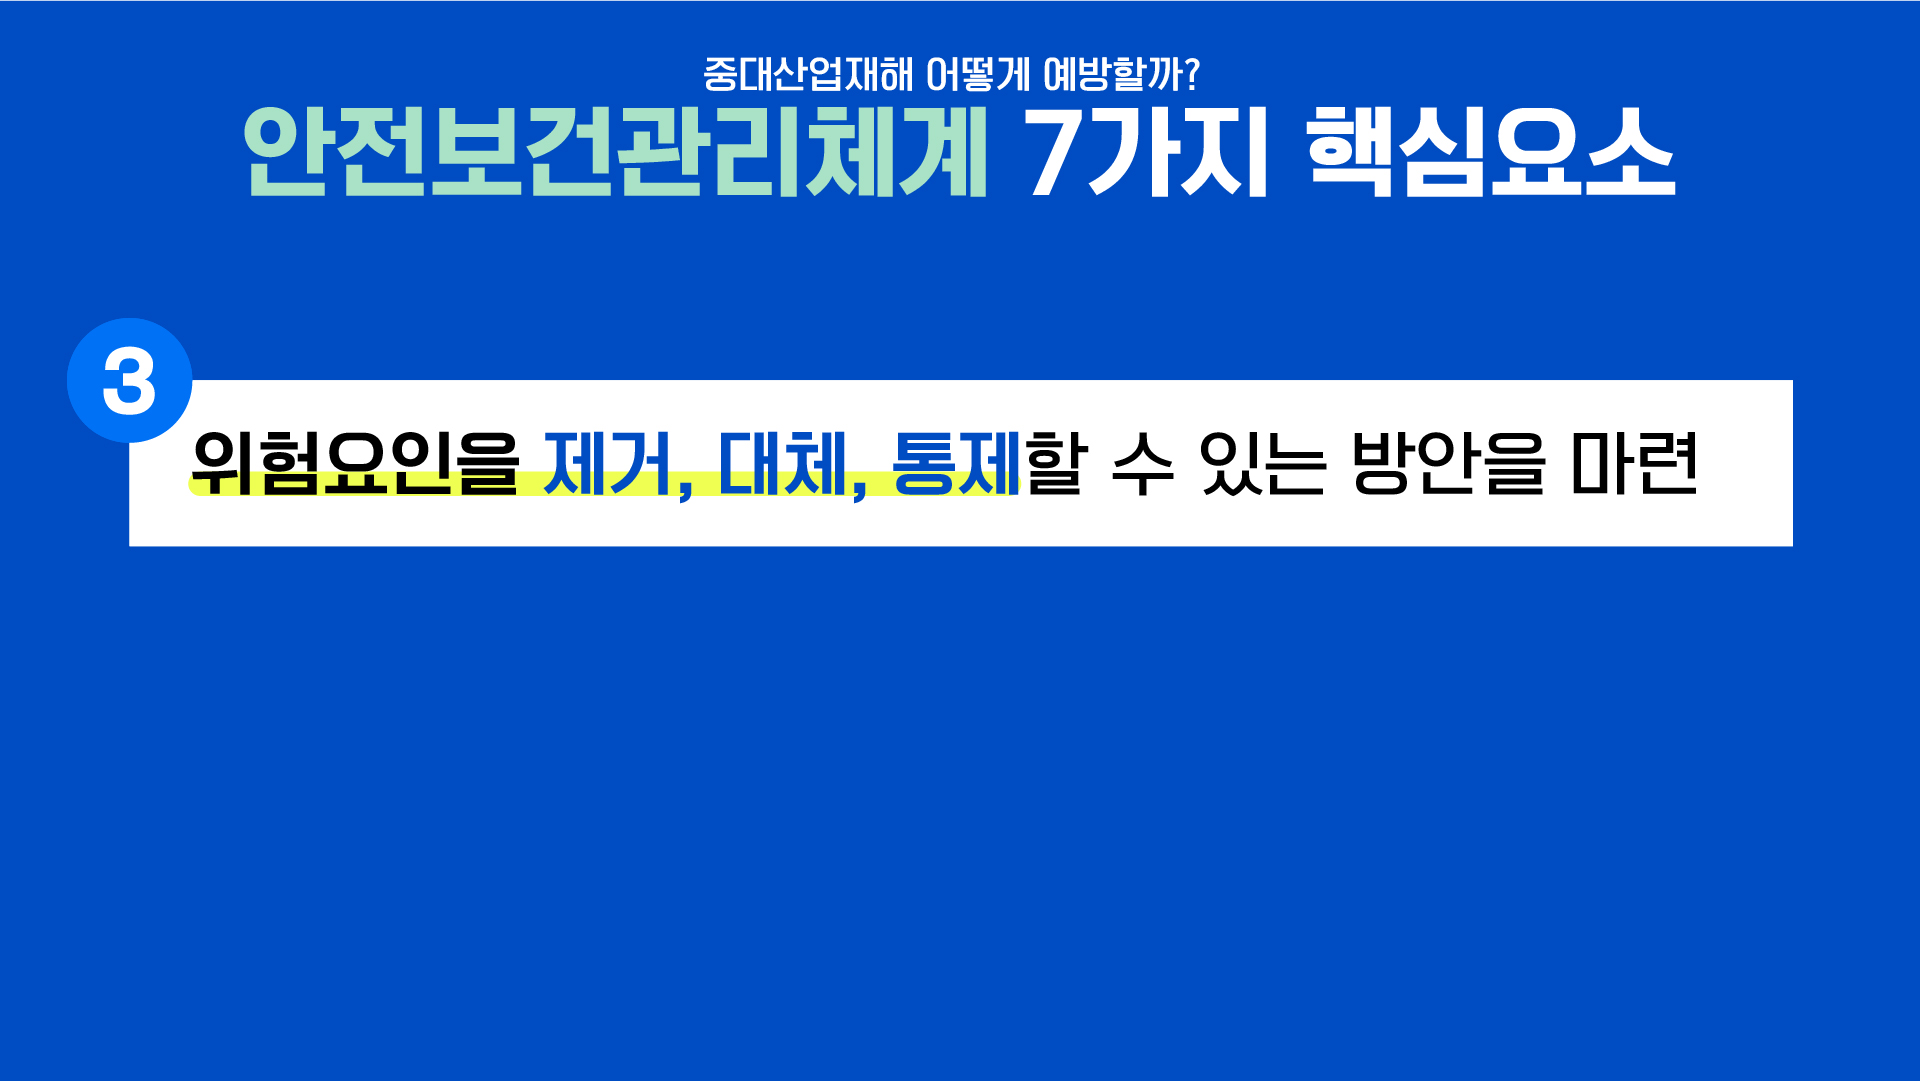 중대산업재해 어떻게 예방할까?
안전보건관리체계 7가지 핵심요소
3
위험요인을 제거, 대체, 통제할 수 있는 방안을 마련